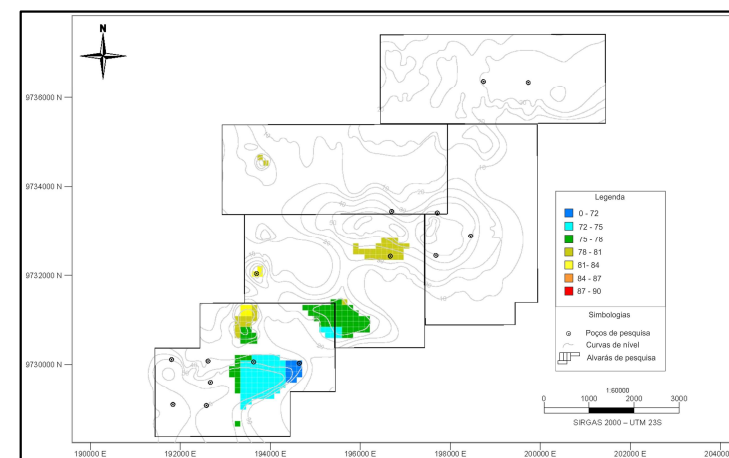 N
9736000 N
9734000 N
9732000 N
9730000 N
Legenda
0 - 72
72 - 75
75 - 78
78 - 81
81- 84
84 - 87
87 - 90
Simbologias
Poços de pesquisa
Curvas de nível
Alvarás de pesquisa
1:60000
0 1000 2000 3000
SIRGAS 2000 – UTM 23S
190000 E 192000 E 194000 E 196000 E 198000 E 200000 E 202000 E 204000